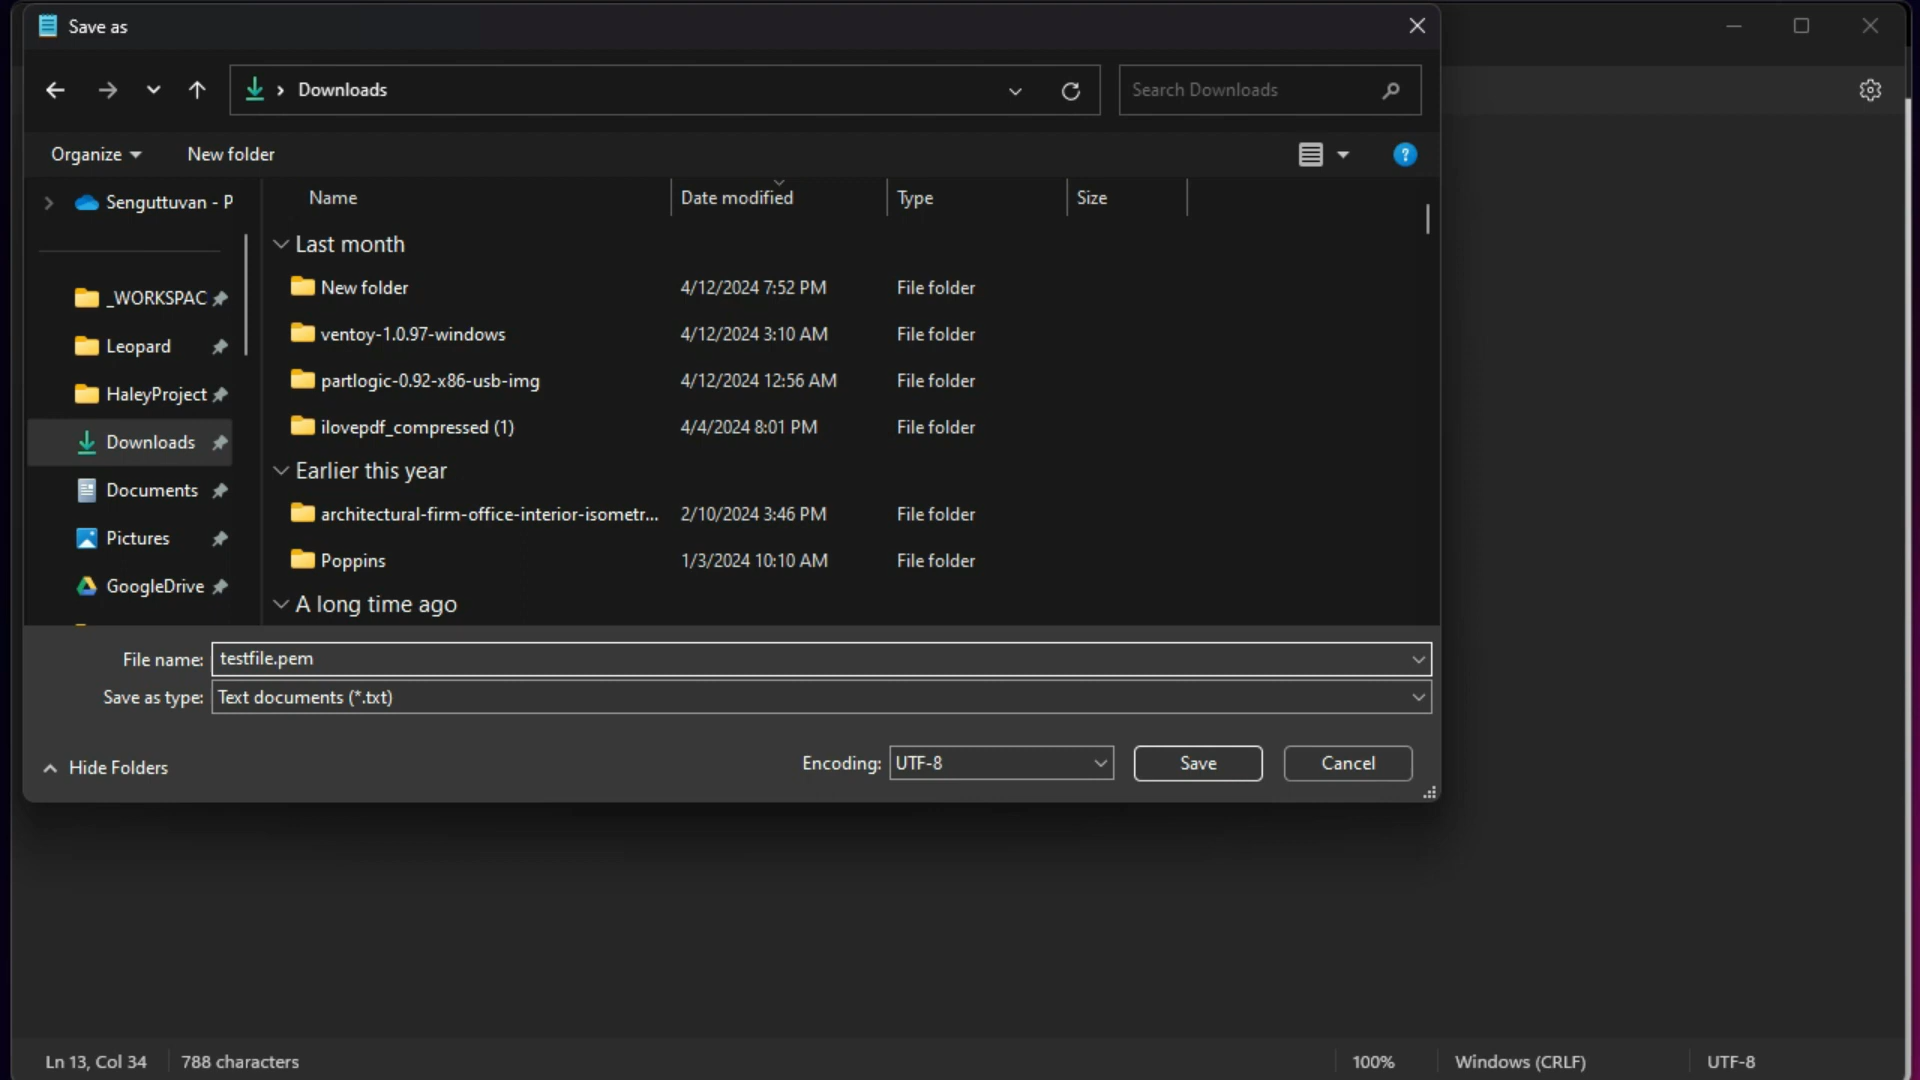 Save as
Downloads
Search Downloads
Organize
New folder
Name
Date modified
Type
Size
Senguttuvan - P
_WORKSPAC
Leopard
HaleyProject
Downloads
Documents
Pictures
GoogleDrive
Last month
New folder 4/12/2024 7:52 PM File folder
ventoy-1.0.97-windows 4/12/2024 3:10 AM File folder
partlogic-0.92-x86-usb-img 4/12/2024 12:56 AM File folder
ilovepdf_compressed (1) 4/4/2024 8:01 PM File folder
Earlier this year
architectural-firm-office-interior-isometr... 2/10/2024 3:46 PM File folder
Poppins 1/3/2024 10:10 AM File folder
A long time ago
File name: testfile.pem
Save as type: Text documents (*.txt)
Hide Folders
Encoding: UTF-8
Save
Cancel
Ln 13, Col 34
788 characters
100%
Windows (CRLF)
UTF-8